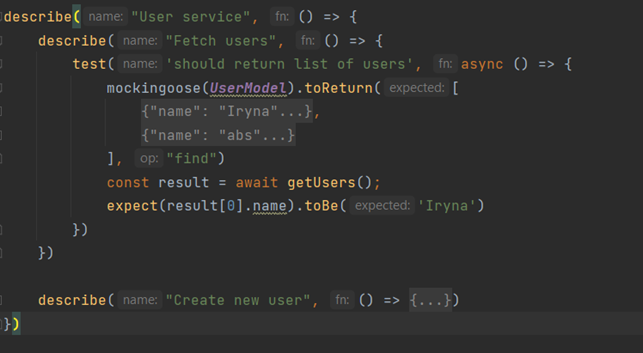 describe( name: "User service", fn: () => {
describe( name: "Fetch users", fn: () => {
test( name: 'should return list of users', fn: async () => {
mockingoose(UserModel).toReturn( expected: [
{"name": "Iryna"...},
{"name": "abs"...}
], op: "find")
const result = await getUsers();
expect(result[0].name).toBe( expected: 'Iryna')
})
})
describe( name: "Create new user", fn: () => {...})
})